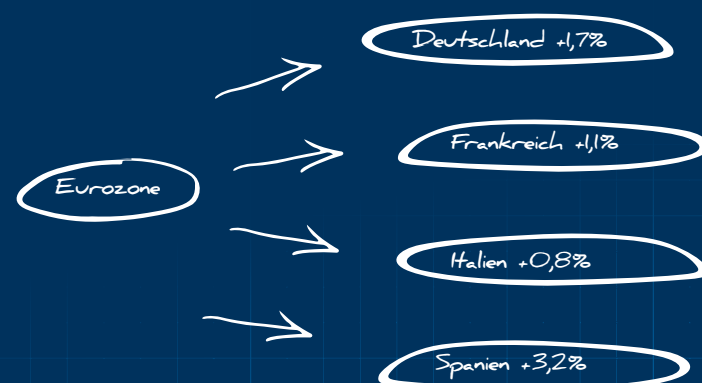 Deutschland +1,7%
Frankreich +1,1%
Eurozone
Italien +0,8%
Spanien +3,2%